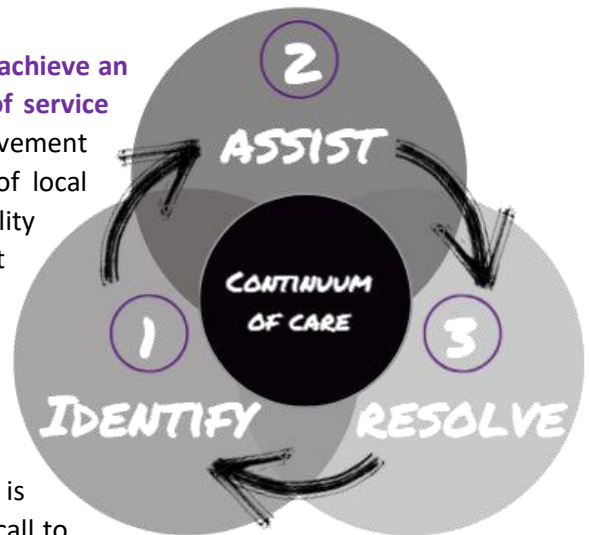 achieve an
of service
vement
of local
lity
t
is
call to
2
ASSIST
CONTINUUM
OF CARE
1
IDENTIFY
3
RESOLVE